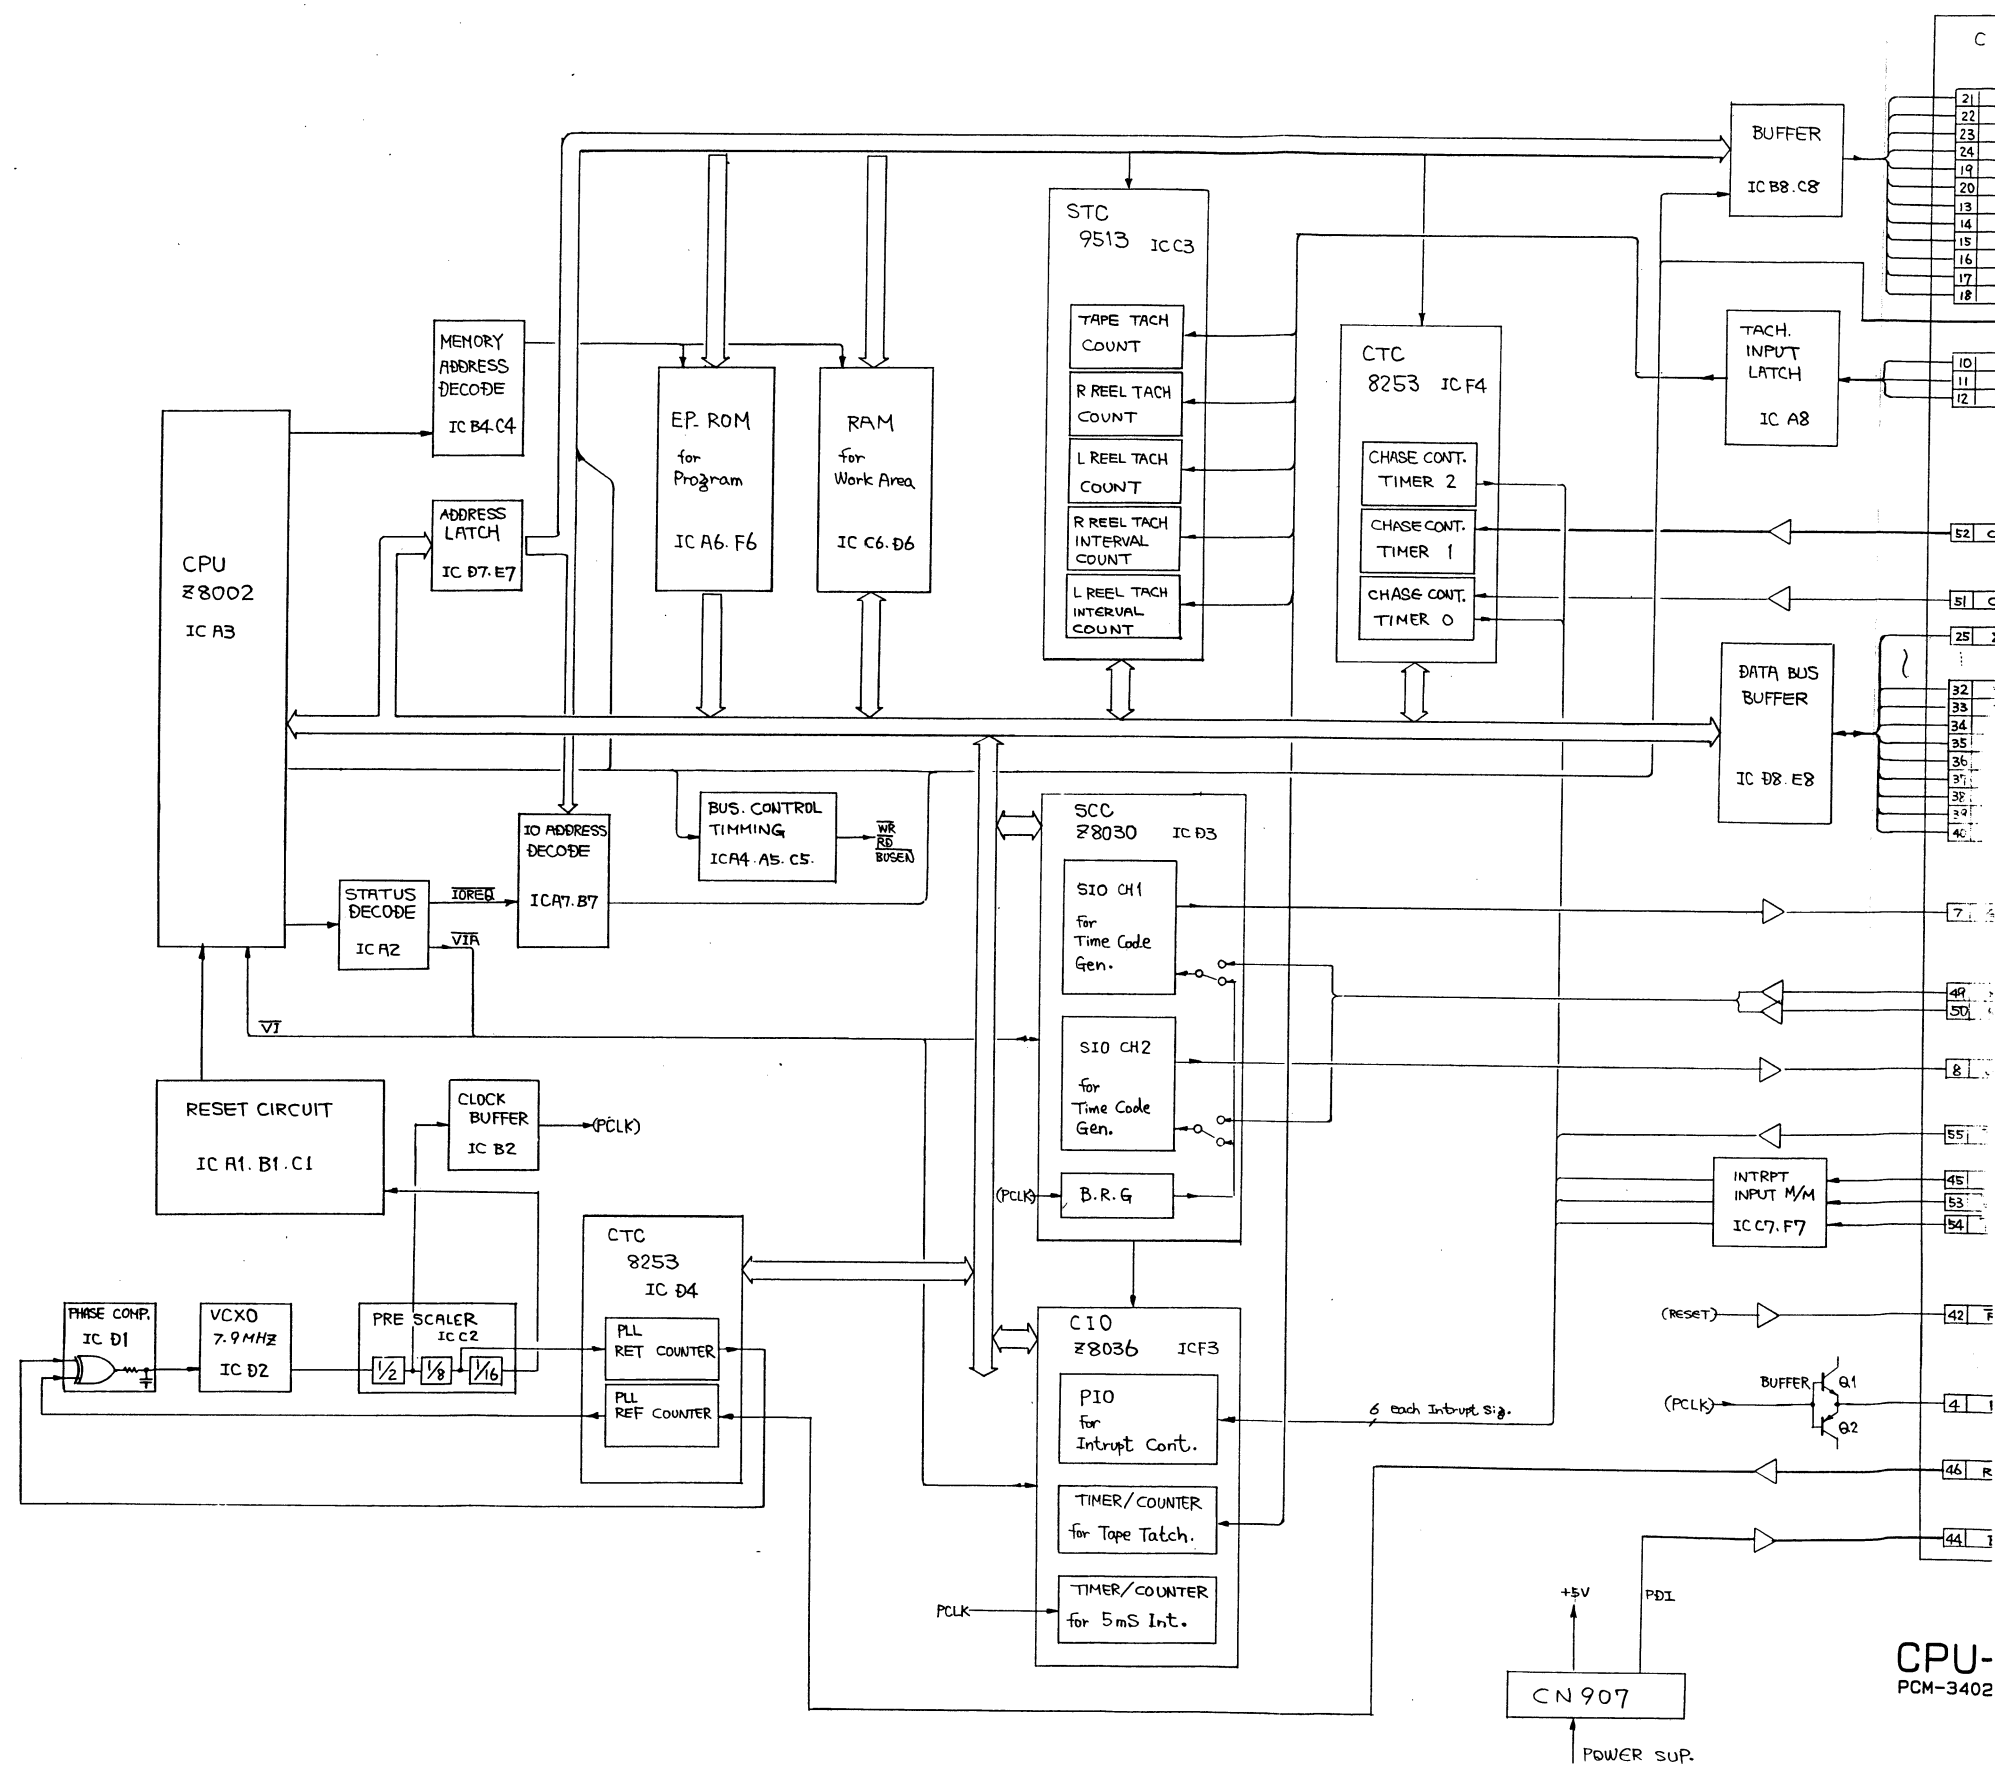 C
21
22
23
24
19
20
13
14
15
16
17
18
BUFFER
IC B8.C8
STC
9513 IC C3
TAPE TACH
COUNT
R REEL TACH
COUNT
L REEL TACH
COUNT
R REEL TACH
INTERVAL
COUNT
L REEL TACH
INTERVAL
COUNT
CTC
8253 IC F4
CHASE CONT.
TIMER 2
CHASE CONT.
TIMER 1
CHASE CONT.
TIMER 0
TACH.
INPUT
LATCH
IC A8
10
11
12
MEMORY
ADDRESS
DECODE
IC B4.C4
EP-ROM
for
Program
IC A6.F6
RAM
for
Work Area
IC C6.D6
CPU
Z8002
IC A3
ADDRESS
LATCH
IC D7.E7
52 C
51 C
25
DATA BUS
BUFFER
IC D8.E8
32
33
34
35
36
37
38
39
40
BUS. CONTROL
TIMMING
IC A4.A5.C5.
WR
RD
BUSEN
IO ADDRESS
DECODE
IC A7.B7
STATUS
DECODE
IC A2
IOREQ
VIA
VI
SCC
Z8030 IC D3
SIO CH1
for
Time Code
Gen.
SIO CH2
for
Time Code
Gen.
(PCLK) B.R.G
7
49
50
8
55
INTRPT
INPUT M/M
IC C7.F7
45
53
54
RESET CIRCUIT
IC A1.B1.C1
CLOCK
BUFFER
IC B2
(PCLK)
CTC
8253
IC D4
PLL
RET COUNTER
PLL
REF COUNTER
PHASE COMP.
IC D1
VCXO
7.9MHZ
IC D2
PRE SCALER
IC C2
1/2 1/8 1/16
CIO
Z8036 IC F3
PIO
for
Intrupt Cont.
6 each Intrupt Sig.
TIMER/COUNTER
for Tape Tatch.
TIMER/COUNTER
for 5mS Int.
PCLK
(RESET)
42
BUFFER
Q1
Q2
(PCLK)
4
46 R
44
+5V
PDI
CN907
POWER SUP.
CPU-
PCM-3402